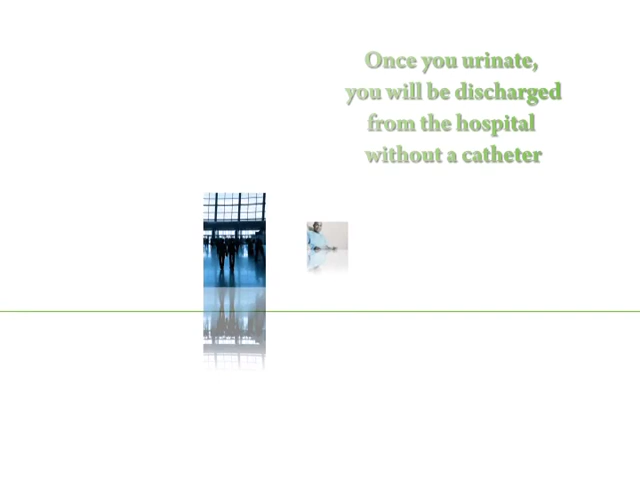 Once you urinate,
you will be discharged
from the hospital
without a catheter